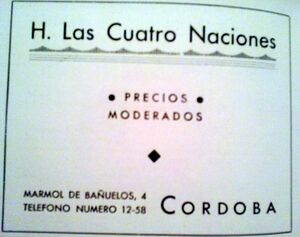 H. Las Cuatro Naciones
• PRECIOS •
MODERADOS
MARMOL DE BAÑUELOS, 4
TELEFONO NUMERO 12-58
CORDOBA